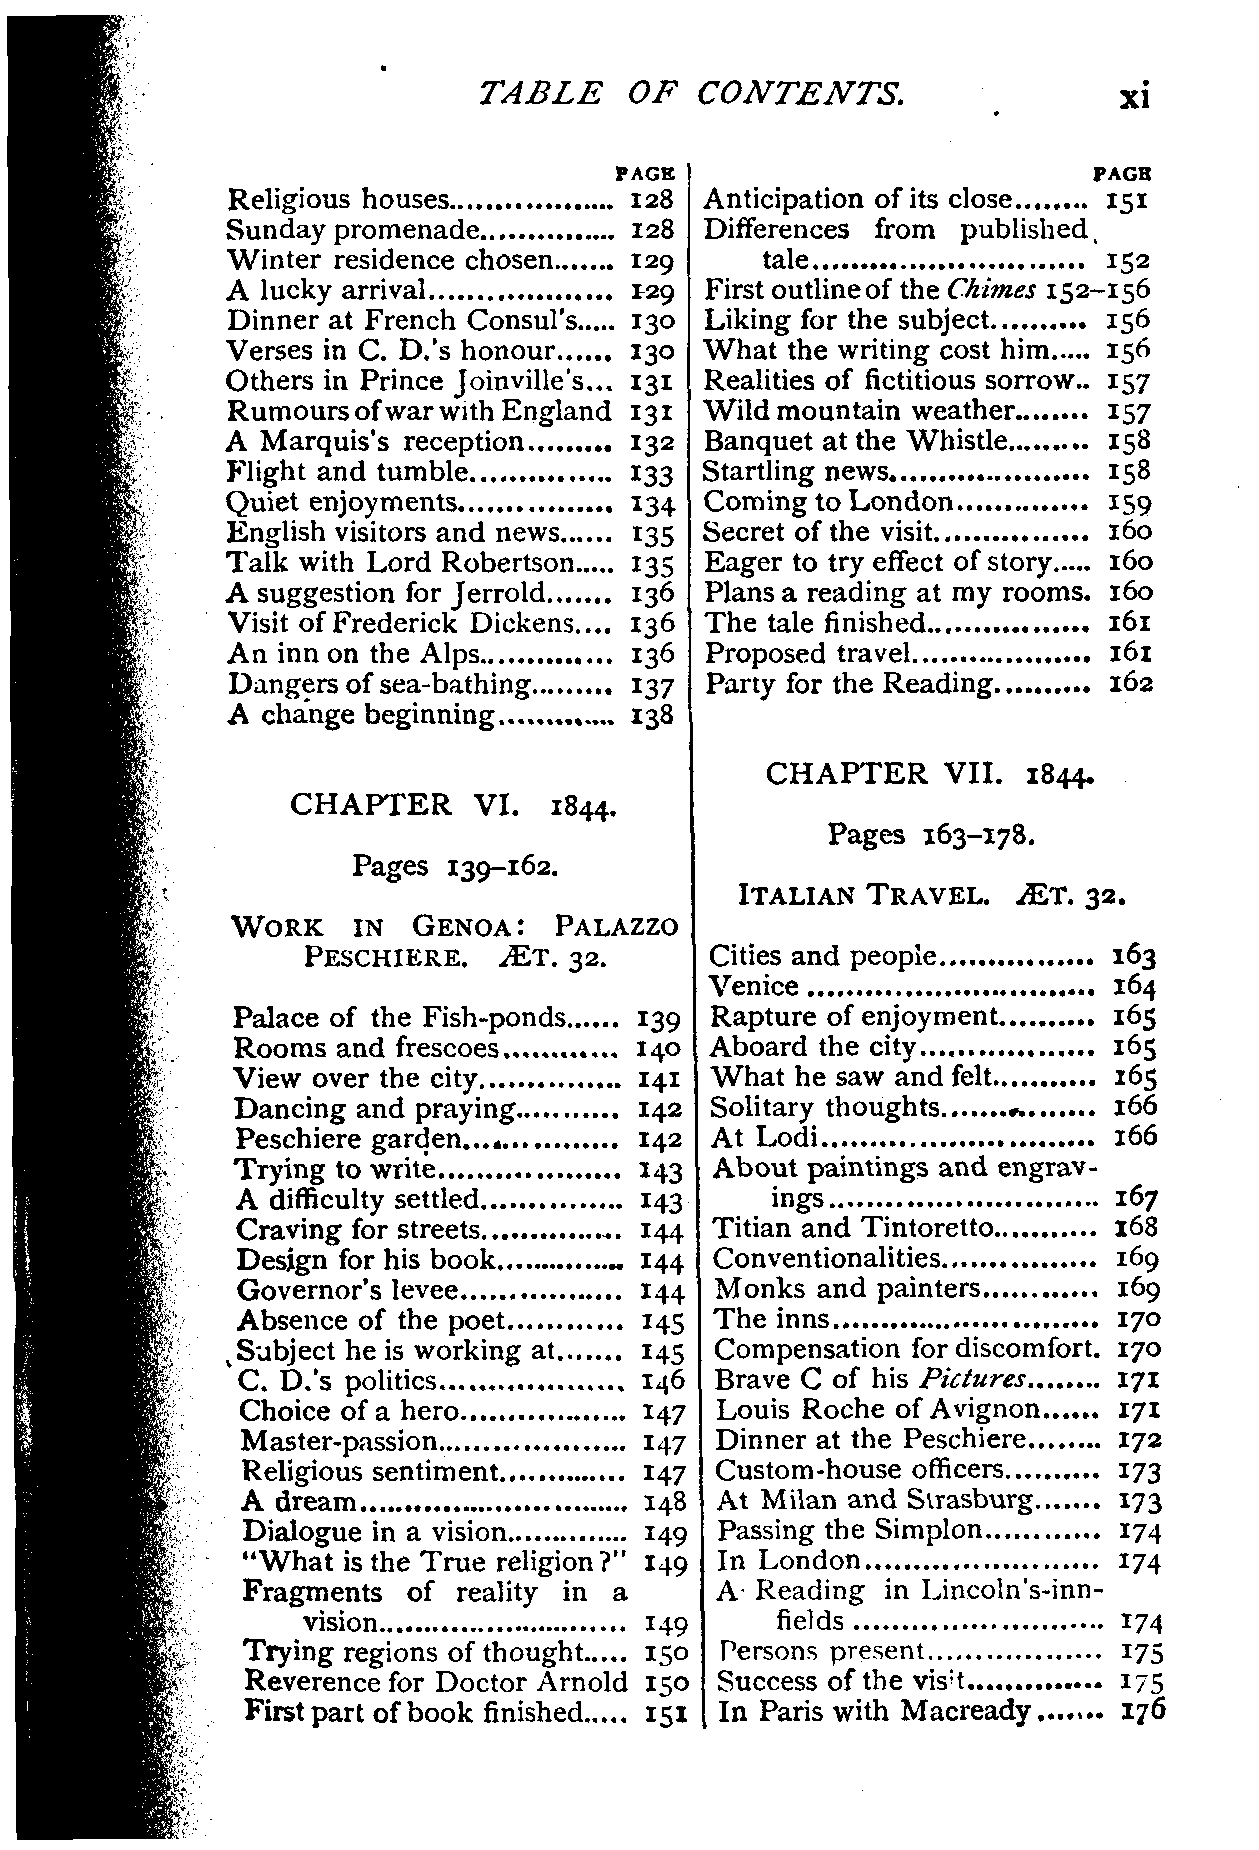 TABLE OF CONTENTS. xi
PAGE
Religious houses.................. 128
Sunday promenade............... 128
Winter residence chosen....... 129
A lucky arrival.................... 129
Dinner at French Consul's..... 130
Verses in C. D.'s honour...... 130
Others in Prince Joinville's... 131
Rumours of war with England 131
A Marquis's reception......... 132
Flight and tumble............... 133
Quiet enjoyments................ 134
English visitors and news...... 135
Talk with Lord Robertson..... 135
A suggestion for Jerrold....... 136
Visit of Frederick Dickens.... 136
An inn on the Alps.............. 136
Dangers of sea-bathing......... 137
A change beginning............. 138
CHAPTER VI. 1844.
Pages 139–162.
WORK IN GENOA: PALAZZO
PESCHIERE. ÆT. 32.
Palace of the Fish-ponds...... 139
Rooms and frescoes............ 140
View over the city............... 141
Dancing and praying........... 142
Peschiere garden................ 142
Trying to write................... 143
A difficulty settled............... 143
Craving for streets............... 144
Design for his book.............. 144
Governor's levee................. 144
Absence of the poet............ 145
Subject he is working at....... 145
C. D.'s politics.................... 146
Choice of a hero.................. 147
Master-passion.................... 147
Religious sentiment.............. 147
A dream............................. 148
Dialogue in a vision.............. 149
"What is the True religion?" 149
Fragments of reality in a
vision............................. 149
Trying regions of thought..... 150
Reverence for Doctor Arnold 150
First part of book finished..... 151
PAGE
Anticipation of its close........ 151
Differences from published
tale............................. 152
First outline of the Chimes 152–156
Liking for the subject.......... 156
What the writing cost him..... 156
Realities of fictitious sorrow.. 157
Wild mountain weather........ 157
Banquet at the Whistle......... 158
Startling news..................... 158
Coming to London.............. 159
Secret of the visit................ 160
Eager to try effect of story..... 160
Plans a reading at my rooms. 160
The tale finished................. 161
Proposed travel................... 161
Party for the Reading.......... 162
CHAPTER VII. 1844.
Pages 163–178.
ITALIAN TRAVEL. ÆT. 32.
Cities and people................ 163
Venice .............................. 164
Rapture of enjoyment.......... 165
Aboard the city.................. 165
What he saw and felt........... 165
Solitary thoughts................ 166
At Lodi............................. 166
About paintings and engrav-
ings............................ 167
Titian and Tintoretto........... 168
Conventionalities................ 169
Monks and painters............ 169
The inns............................ 170
Compensation for discomfort. 170
Brave C of his Pictures........ 171
Louis Roche of Avignon...... 171
Dinner at the Peschiere........ 172
Custom-house officers.......... 173
At Milan and Strasburg....... 173
Passing the Simplon............ 174
In London........................ 174
A Reading in Lincoln's-inn-
fields .......................... 174
Persons present.................. 175
Success of the visit.............. 175
In Paris with Macready ....... 176